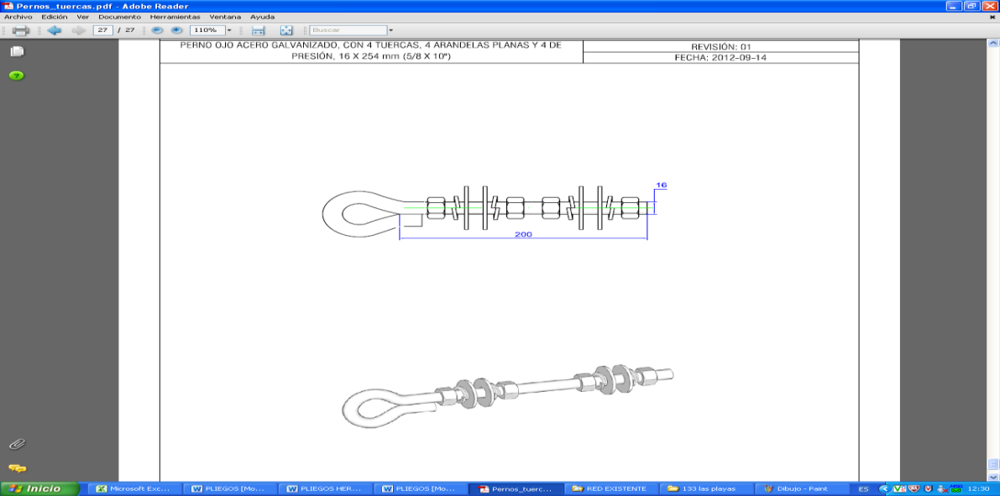 Pernos_tuercas.pdf - Adobe Reader
Archivo Edición Ver Documento Herramientas Ventana Ayuda
27 / 27 110% Buscar
PERNO OJO ACERO GALVANIZADO, CON 4 TUERCAS, 4 ARANDELAS PLANAS Y 4 DE
PRESIÓN, 16 X 254 mm (5/8 X 10")
REVISIÓN: 01
FECHA: 2012-09-14
16
200
Inicio Microsoft Exc... PLIEGOS [Mo... PLIEGOS HER... PLIEGOS [Mo... Pernos_tuerc... RED EXISTENTE 133 las playas Dibujo - Paint ES 12:30